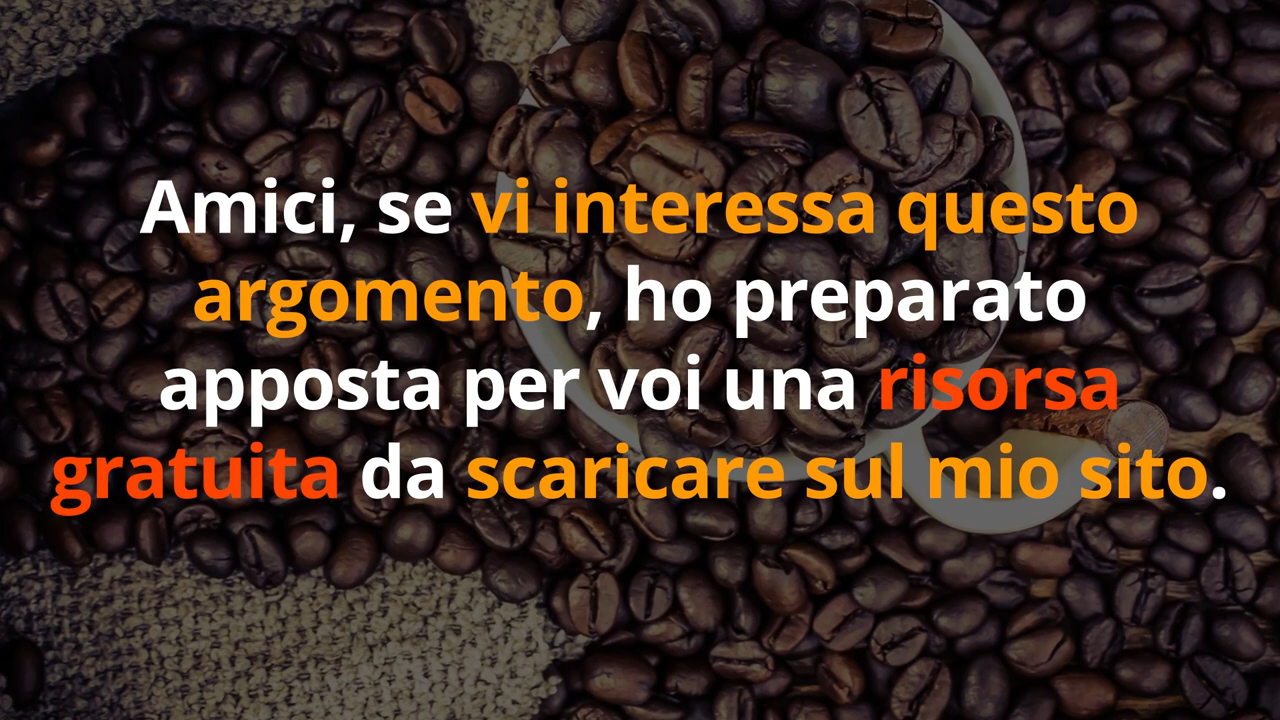 Amici, se vi interessa questo
argomento, ho preparato
apposta per voi una risorsa
gratuita da scaricare sul mio sito.